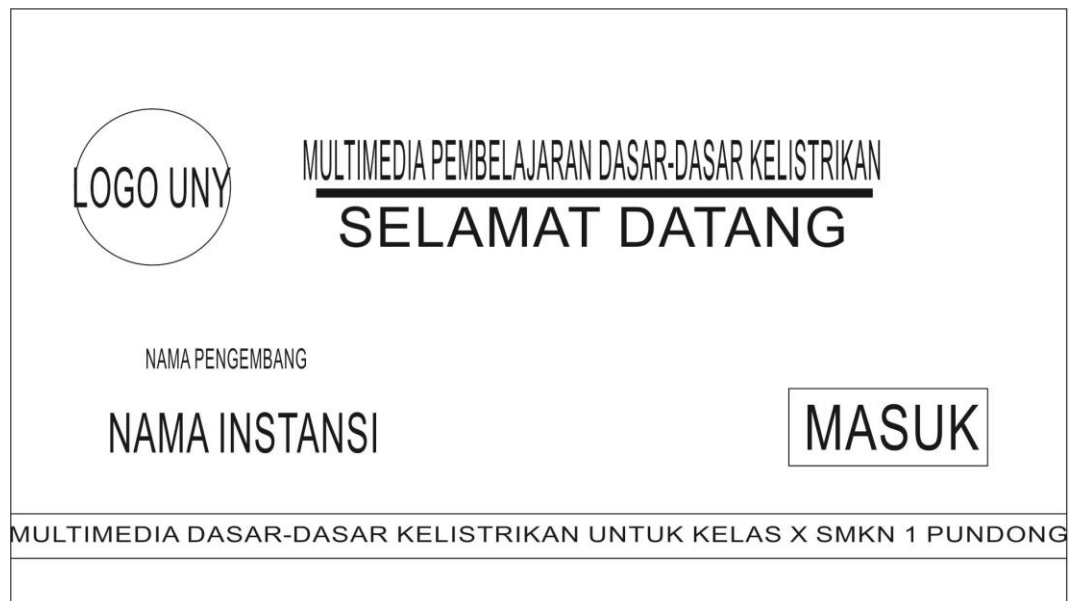 LOGO UNY
MULTIMEDIA PEMBELAJARAN DASAR-DASAR KELISTRIKAN
SELAMAT DATANG
NAMA PENGEMBANG
NAMA INSTANSI
MASUK
MULTIMEDIA DASAR-DASAR KELISTRIKAN UNTUK KELAS X SMKN 1 PUNDONG